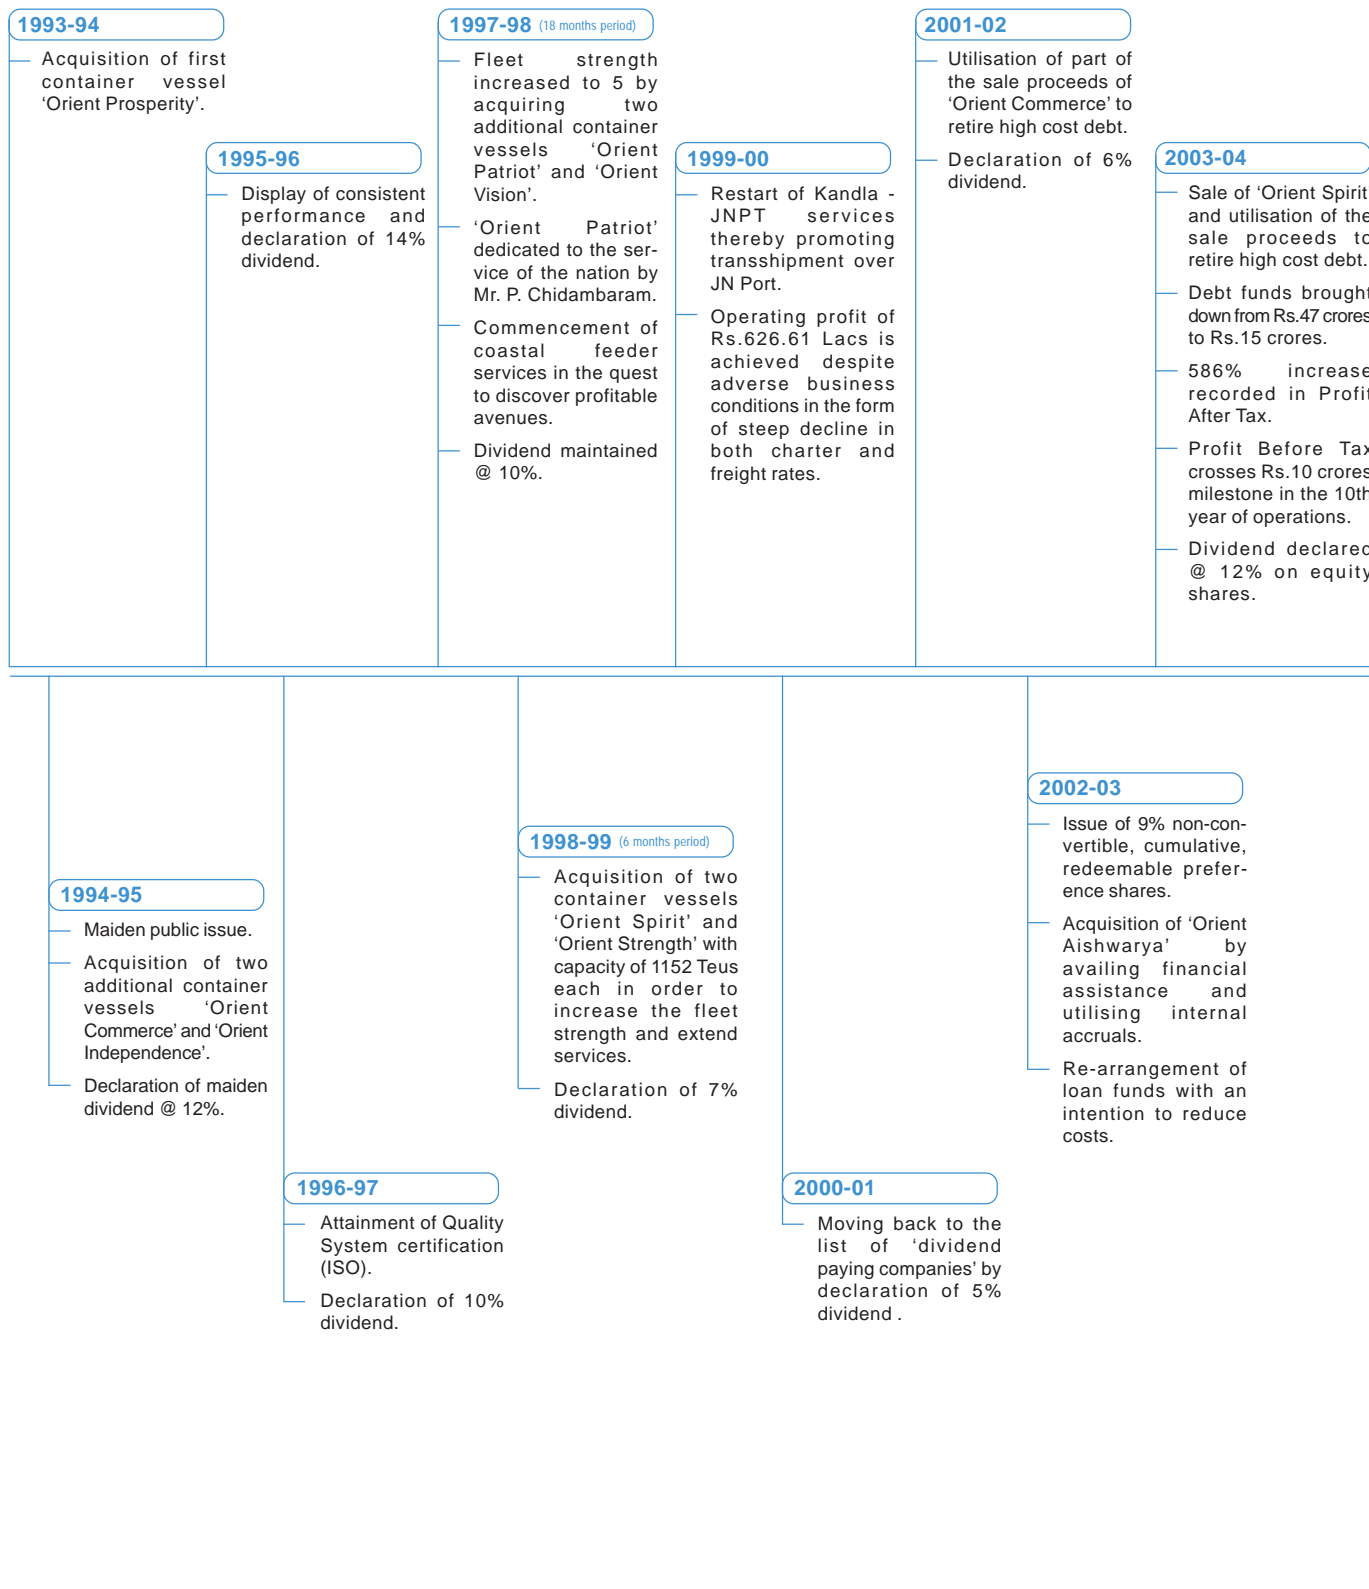 1993-94
Acquisition of first
container vessel
‘Orient Prosperity’.
1995-96
Display of consistent
performance and
declaration of 14%
dividend.
1997-98 (18 months period)
Fleet strength
increased to 5 by
acquiring two
additional container
vessels ‘Orient
Patriot’ and ‘Orient
Vision’.
‘Orient Patriot’
dedicated to the ser-
vice of the nation by
Mr. P. Chidambaram.
Commencement of
coastal feeder
services in the quest
to discover profitable
avenues.
Dividend maintained
@ 10%.
1999-00
Restart of Kandla -
JNPT services
thereby promoting
transshipment over
JN Port.
Operating profit of
Rs.626.61 Lacs is
achieved despite
adverse business
conditions in the form
of steep decline in
both charter and
freight rates.
2001-02
Utilisation of part of
the sale proceeds of
‘Orient Commerce’ to
retire high cost debt.
Declaration of 6%
dividend.
2003-04
Sale of ‘Orient Spirit’
and utilisation of the
sale proceeds to
retire high cost debt.
Debt funds brought
down from Rs.47 crores
to Rs.15 crores.
586% increase
recorded in Profit
After Tax.
Profit Before Tax
crosses Rs.10 crores
milestone in the 10th
year of operations.
Dividend declared
@ 12% on equity
shares.
1994-95
Maiden public issue.
Acquisition of two
additional container
vessels ‘Orient
Commerce’ and ‘Orient
Independence’.
Declaration of maiden
dividend @ 12%.
1996-97
Attainment of Quality
System certification
(ISO).
Declaration of 10%
dividend.
1998-99 (6 months period)
Acquisition of two
container vessels
‘Orient Spirit’ and
‘Orient Strength’ with
capacity of 1152 Teus
each in order to
increase the fleet
strength and extend
services.
Declaration of 7%
dividend.
2000-01
Moving back to the
list of ‘dividend
paying companies’ by
declaration of 5%
dividend .
2002-03
Issue of 9% non-con-
vertible, cumulative,
redeemable prefer-
ence shares.
Acquisition of ‘Orient
Aishwarya’ by
availing financial
assistance and
utilising internal
accruals.
Re-arrangement of
loan funds with an
intention to reduce
costs.